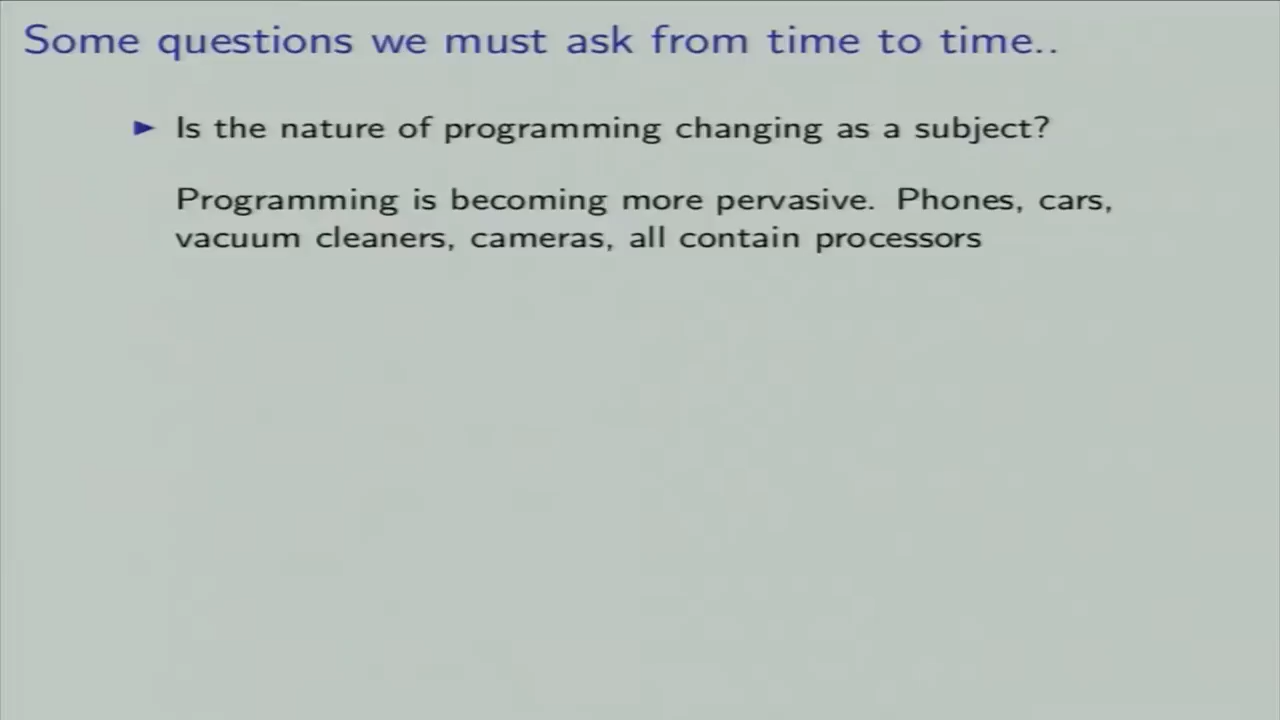 Some questions we must ask from time to time..
Is the nature of programming changing as a subject?
Programming is becoming more pervasive. Phones, cars,
vacuum cleaners, cameras, all contain processors